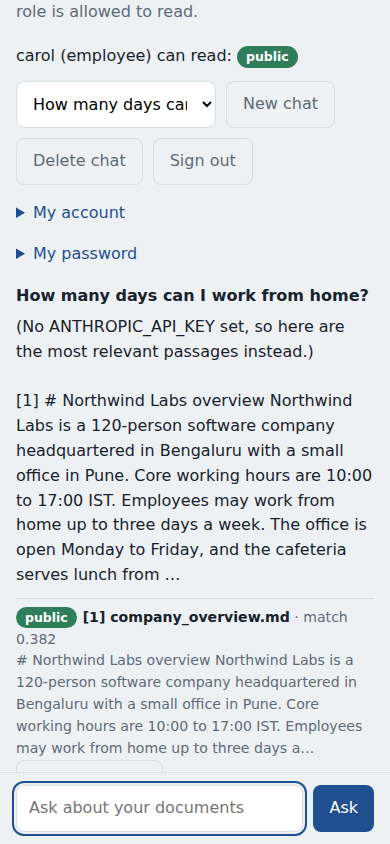 role is allowed to read.
carol (employee) can read: public
How many days can
New chat
Delete chat
Sign out
My account
My password
How many days can I work from home?
(No ANTHROPIC_API_KEY set, so here are
the most relevant passages instead.)
[1] # Northwind Labs overview Northwind
Labs is a 120-person software company
headquartered in Bengaluru with a small
office in Pune. Core working hours are 10:00
to 17:00 IST. Employees may work from
home up to three days a week. The office is
open Monday to Friday, and the cafeteria
serves lunch from …
public [1] company_overview.md · match
0.382
# Northwind Labs overview Northwind Labs is a
120-person software company headquartered in
Bengaluru with a small office in Pune. Core
working hours are 10:00 to 17:00 IST. Employees
may work from home up to three days a…
Ask about your documents
Ask